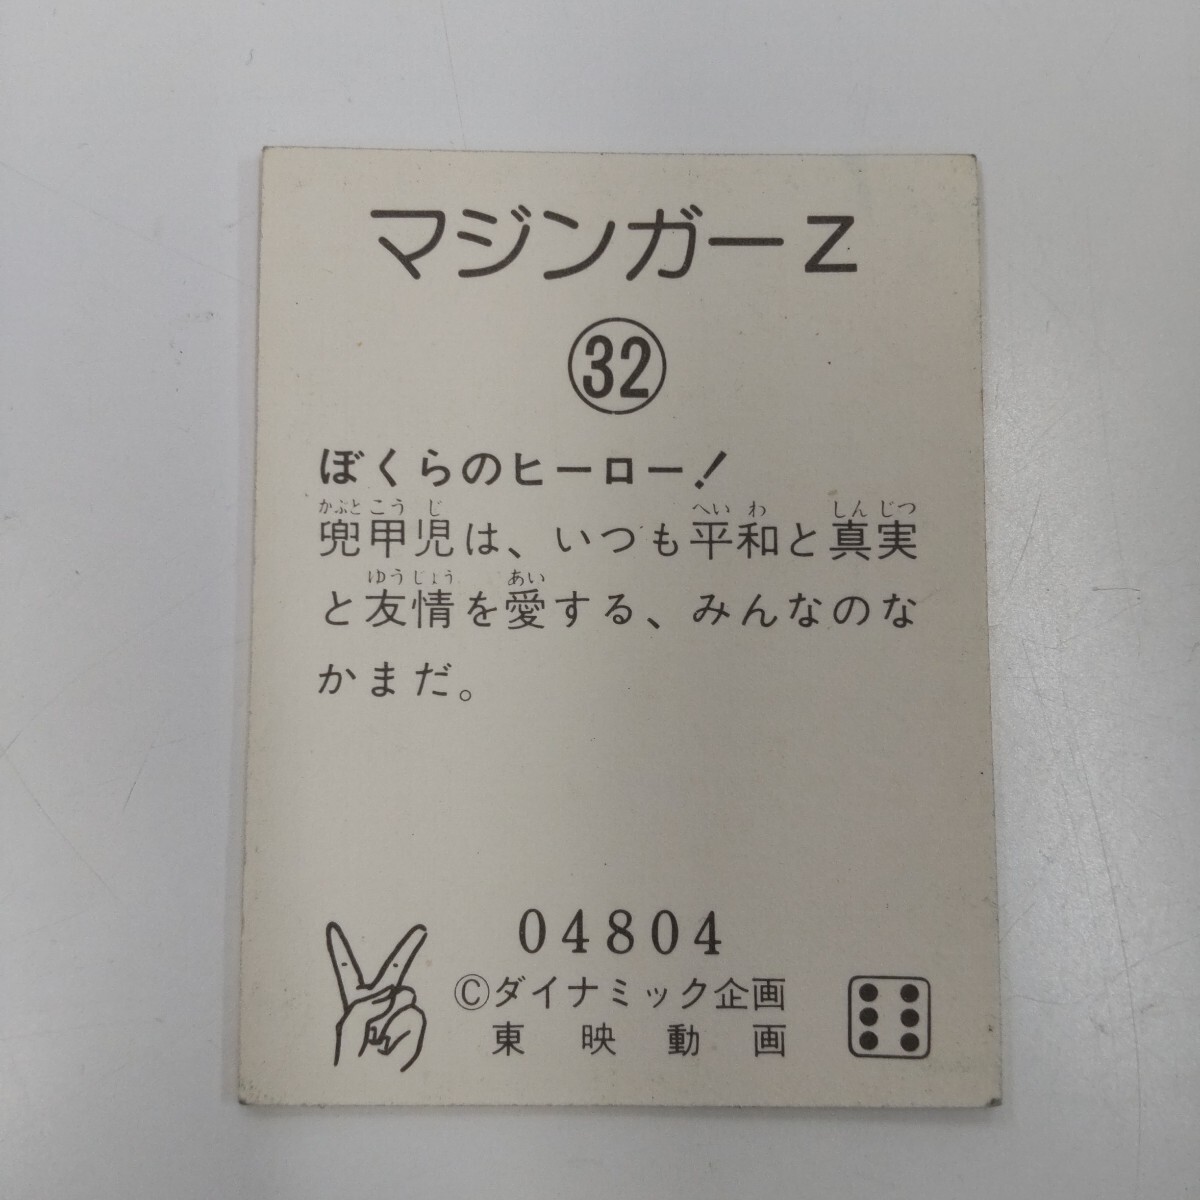 マジンガーZ
32
ぼくらのヒーロー!
かぶとこうじ へいわ しんじつ
兜甲児は、いつも平和と真実
ゆうじょう あい
と友情を愛する、みんなのな
かまだ。
04804
©ダイナミック企画
東映動画